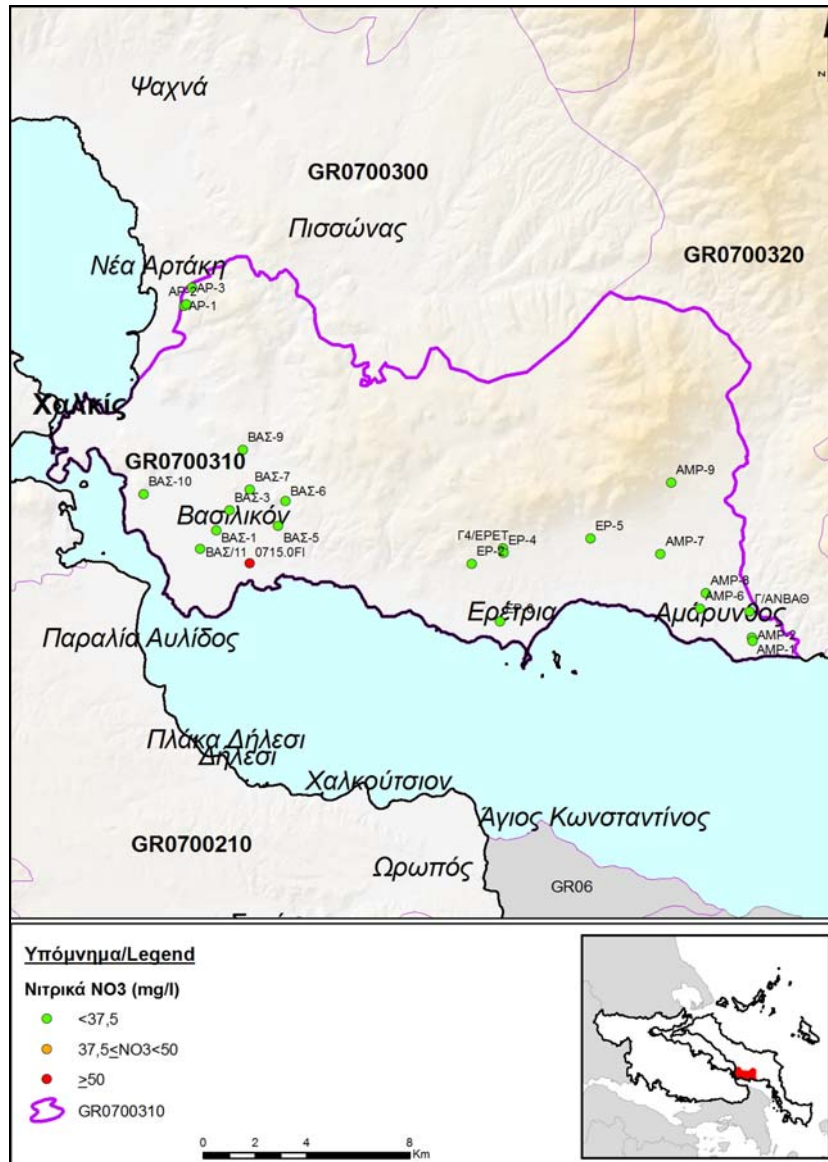 Ψαχνά
GR0700300
Πισσώνας
GR0700320
Νέα Αρτάκη
ΑΡ-3
ΑΡ-2
ΑΡ-1
Χαλκίς
ΒΑΣ-9
GR0700310
ΒΑΣ-7
ΒΑΣ-10
ΒΑΣ-6
ΒΑΣ-3
Βασιλικόν
ΒΑΣ-5
ΒΑΣ-1
ΒΑΣ/11
0715.0FI
ΑΜΡ-9
Γ4/ΕΡΕΤ
ΕΡ-4
ΕΡ-5
ΕΡ-2
ΑΜΡ-7
ΑΜΡ-8
ΑΜΡ-6
Γ/ΑΝΒΑΘ
Ερέτρια
Αμάρυνθος
ΑΜΡ-2
ΑΜΡ-1
Παραλία Αυλίδος
Πλάκα Δήλεσι
Δήλεσι
Χαλκούτσιον
Άγιος Κωνσταντίνος
GR0700210
Ωρωπός
GR06
Υπόμνημα/Legend
Νιτρικά NO3 (mg/l)
<37,5
37,5≤NO3<50
≥50
GR0700310
0 2 4 8
Km